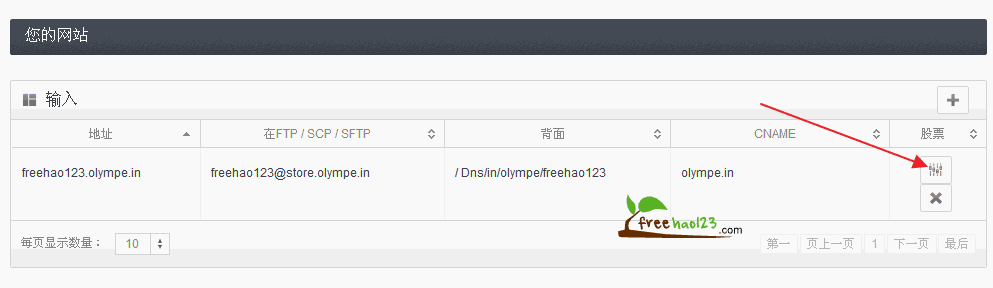 您的网站
输入
地址 在FTP / SCP / SFTP 背面 CNAME 股票
freehao123.olympe.in freehao123@store.olympe.in / Dns/in/olympe/freehao123 olympe.in
freehao123.com
每页显示数量： 10 第一 页上一页 1 下一页 最后